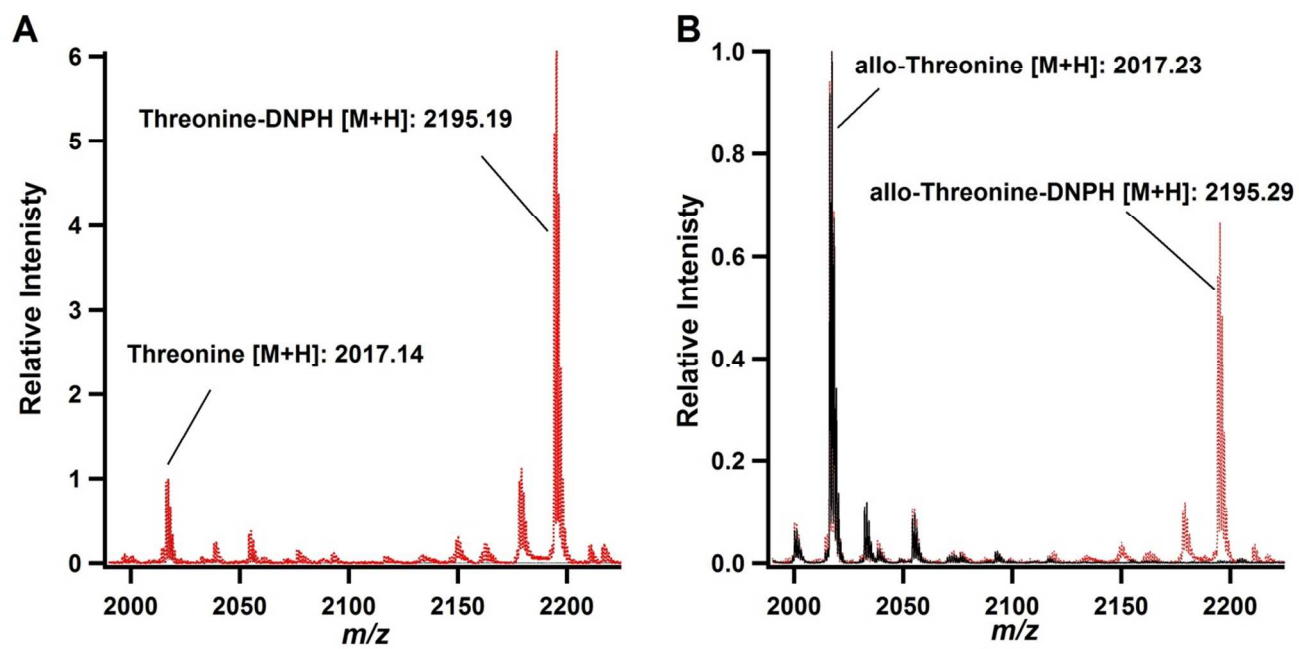 A
Relative Intenisty
6
5
4
3
2
1
0
Threonine-DNPH [M+H]: 2195.19
Threonine [M+H]: 2017.14
2000 2050 2100 2150 2200
m/z
B
Relative Intenisty
1.0
0.8
0.6
0.4
0.2
0.0
allo-Threonine [M+H]: 2017.23
allo-Threonine-DNPH [M+H]: 2195.29
2000 2050 2100 2150 2200
m/z